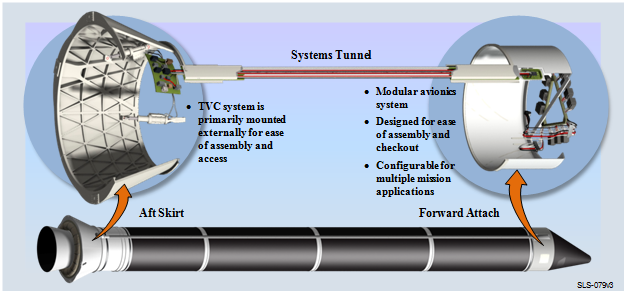 Systems Tunnel
• TVC system is
primarily mounted
externally for ease
of assembly and
access
• Modular avionics
system
• Designed for ease
of assembly and
checkout
• Configurable for
multiple mission
applications
Aft Skirt
Forward Attach
SLS-079v3